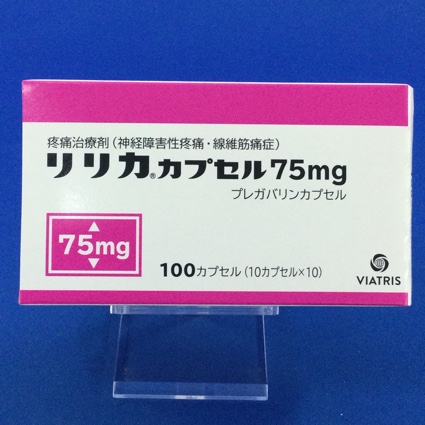 疼痛治療剤（神経障害性疼痛・線維筋痛症）
リリカ®カプセル75mg
プレガバリンカプセル
75mg
100カプセル（10カプセル×10）
VIATRIS